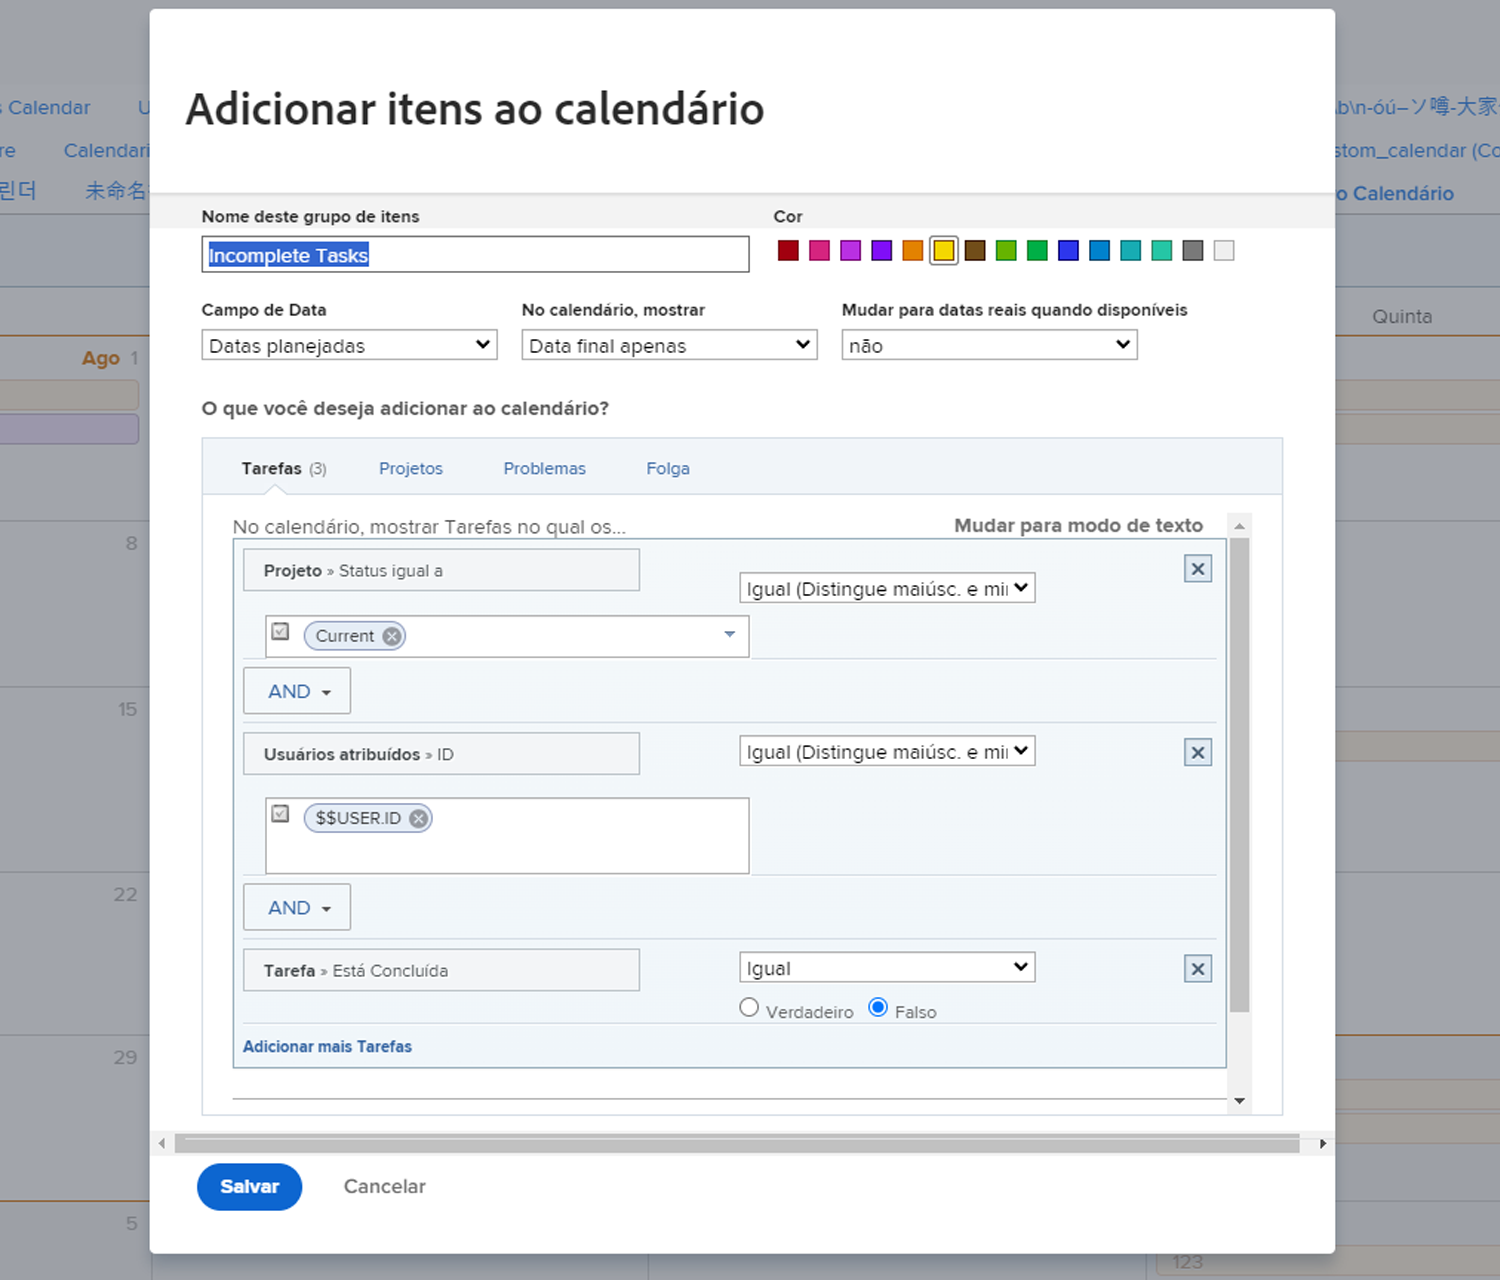 Adicionar itens ao calendário
s Calendar U
\b\n-óú–ソ噂-大家
re Calendari
stom_calendar (Co
린더 未命名
o Calendário
Nome deste grupo de itens Cor
Incomplete Tasks
Campo de Data No calendário, mostrar Mudar para datas reais quando disponíveis
Datas planejadas Data final apenas não
Quinta
Ago 1
O que você deseja adicionar ao calendário?
Tarefas (3) Projetos Problemas Folga
No calendário, mostrar Tarefas no qual os... Mudar para modo de texto
8
Projeto » Status igual a
Igual (Distingue maiúsc. e mi
Current
AND
15
Usuários atribuídos » ID Igual (Distingue maiúsc. e mi
$$USER.ID
22
AND
Tarefa » Está Concluída Igual
Verdadeiro Falso
Adicionar mais Tarefas
29
Salvar Cancelar
5
123